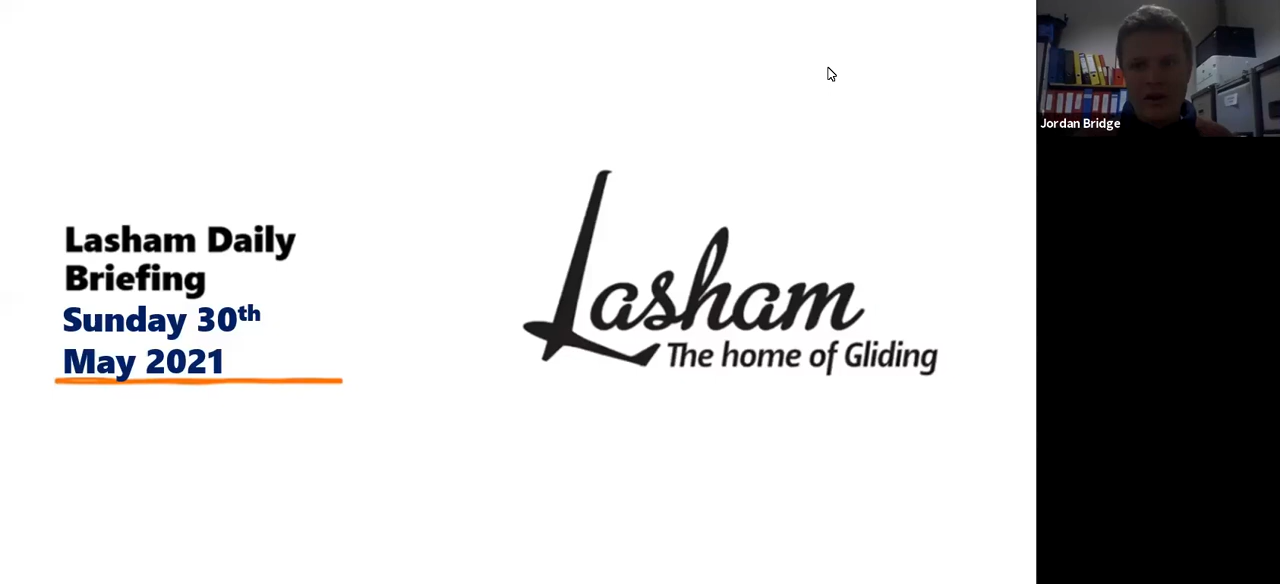 Lasham Daily
Briefing
Sunday 30th
May 2021
Lasham
The home of Gliding
Jordan Bridge